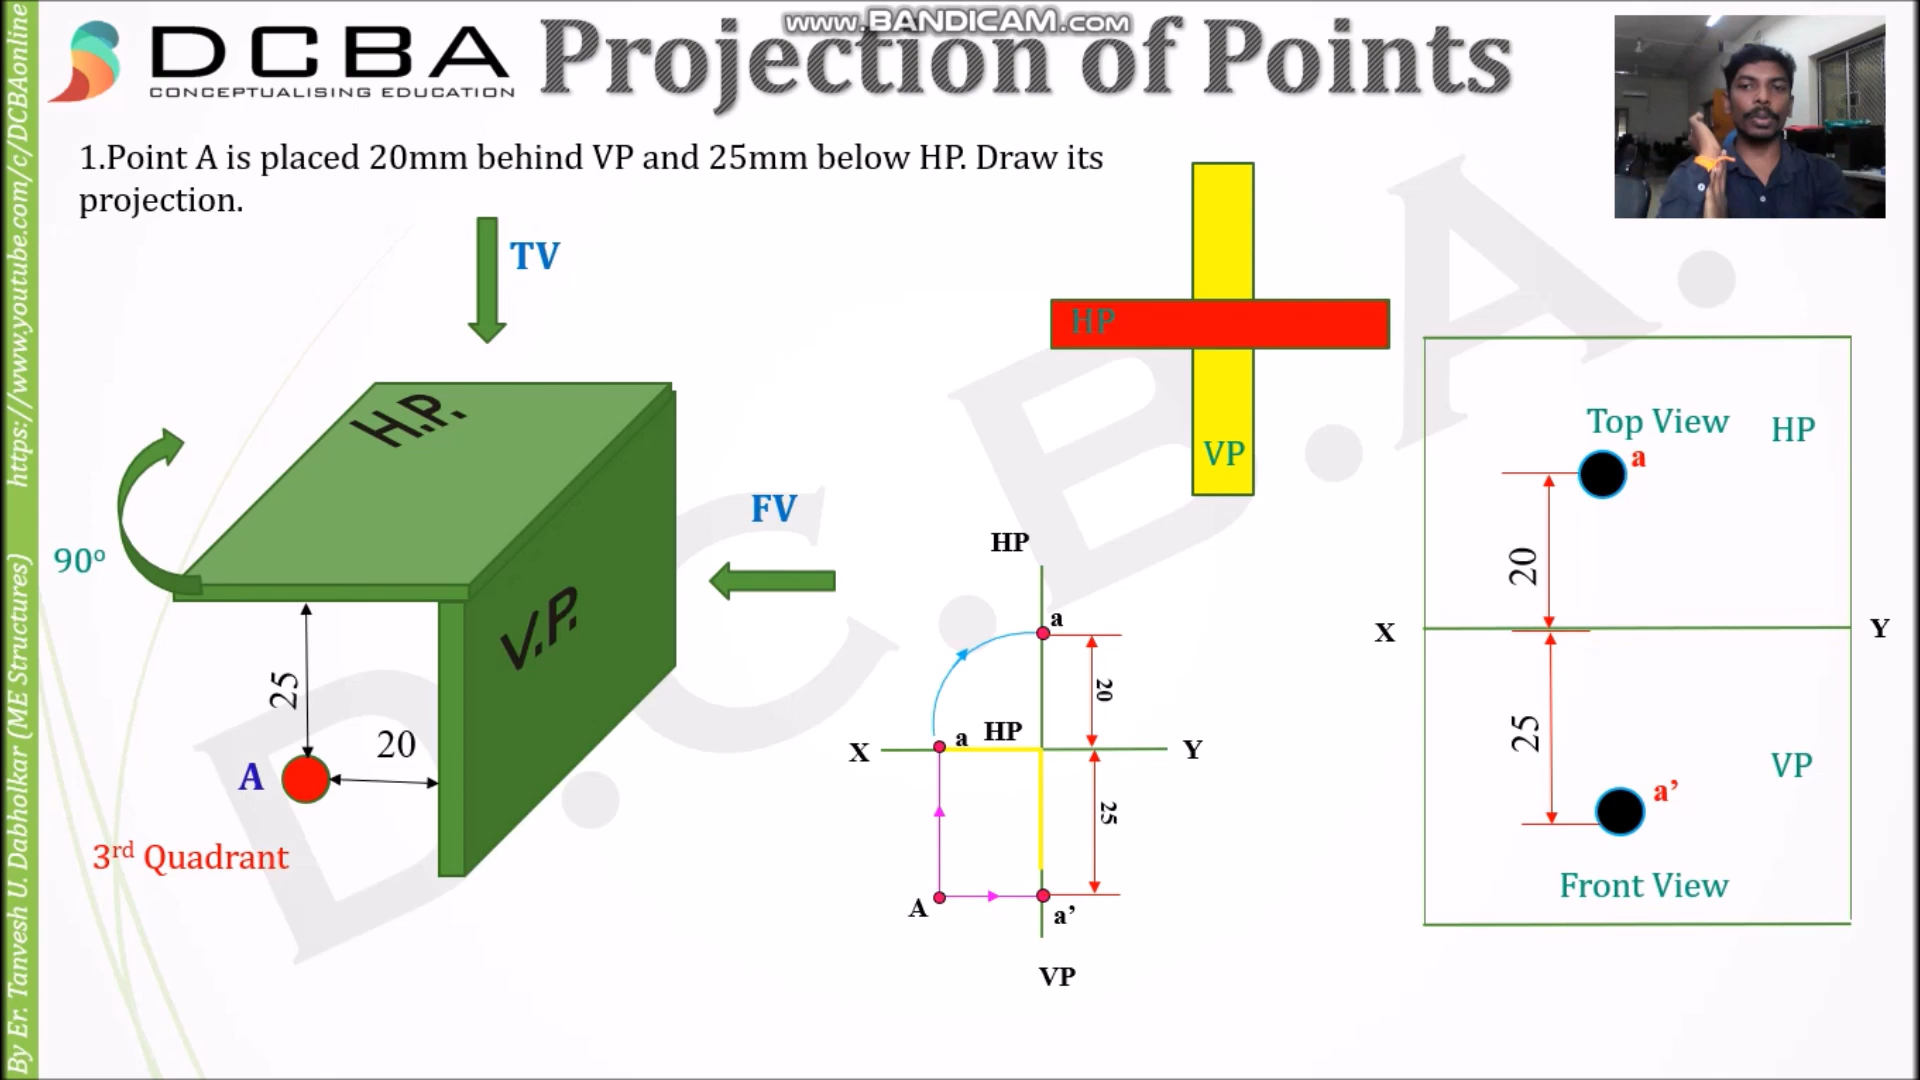 www.BANDICAM.com
DCBA
CONCEPTUALISING EDUCATION
Projection of Points
1.Point A is placed 20mm behind VP and 25mm below HP. Draw its
projection.
By Er. Tanvesh U. Dabholkar (ME Structures) https://www.youtube.com/c/DCBAonline
D.C.B.A.
TV
H.P.
90º
FV
V.P.
25
20
A
3rd Quadrant
HP
VP
HP
a
20
HP
a
X
Y
25
A
a’
VP
Top View
HP
a
20
X
Y
25
VP
a’
Front View